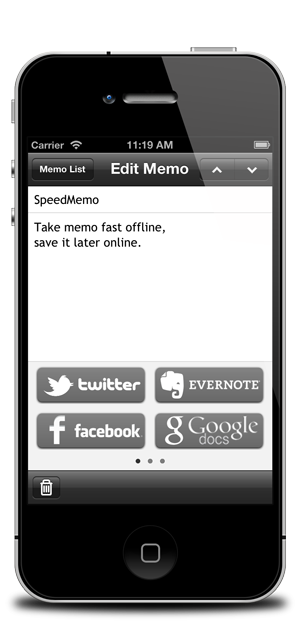 Carrier 11:19 AM
Memo List Edit Memo
SpeedMemo
Take memo fast offline,
save it later online.
twitter EVERNOTE
facebook Google docs